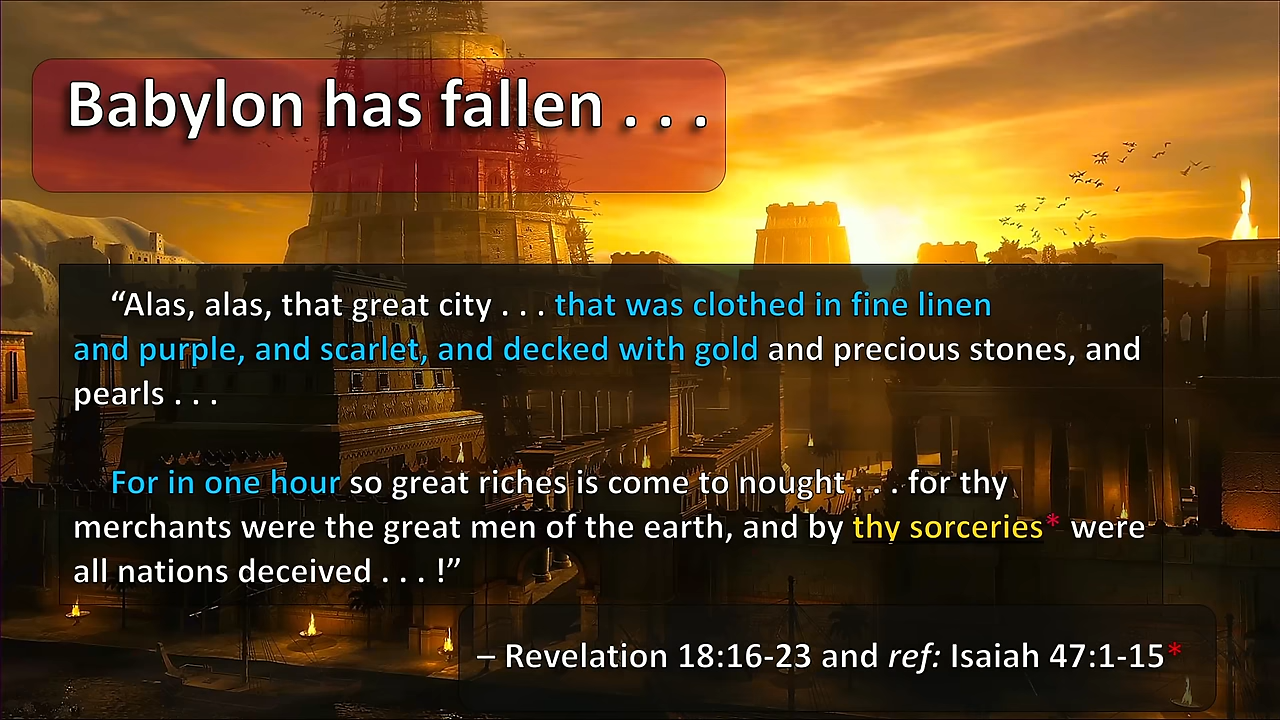 Babylon has fallen . . .
“Alas, alas, that great city . . . that was clothed in fine linen
and purple, and scarlet, and decked with gold and precious stones, and
pearls . . .
For in one hour so great riches is come to nought . . . for thy
merchants were the great men of the earth, and by thy sorceries* were
all nations deceived . . . !”
– Revelation 18:16-23 and ref: Isaiah 47:1-15*